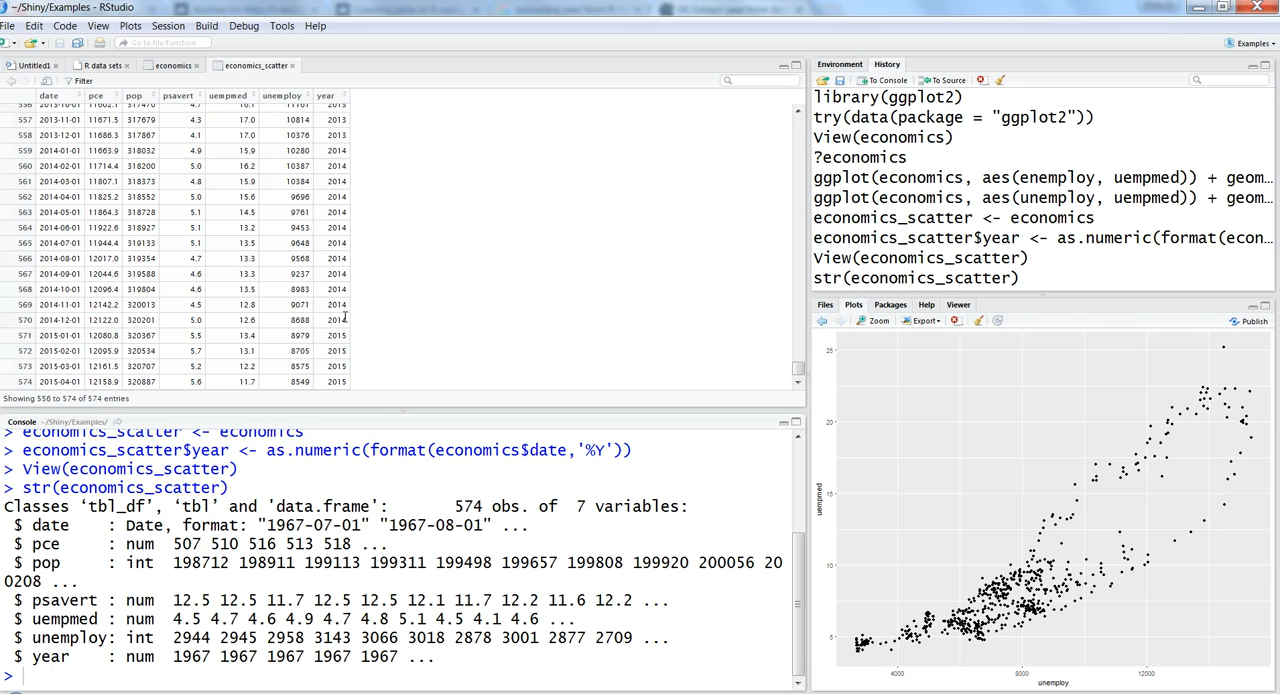 ~/Shiny/Examples - RStudio
File Edit Code View Plots Session Build Debug Tools Help
Go to file/function Examples
Untitled1 R data sets economics economics_scatter
Filter
date pce pop psavert uempmed unemploy year
556 2013-10-01 11602.1 317470 4.7 16.1 11161 2013
557 2013-11-01 11671.5 317679 4.3 17.0 10814 2013
558 2013-12-01 11686.3 317867 4.1 17.0 10376 2013
559 2014-01-01 11663.9 318032 4.9 15.9 10280 2014
560 2014-02-01 11714.4 318200 5.0 16.2 10387 2014
561 2014-03-01 11807.1 318373 4.8 15.9 10384 2014
562 2014-04-01 11825.2 318552 5.0 15.6 9696 2014
563 2014-05-01 11864.3 318728 5.1 14.5 9761 2014
564 2014-06-01 11922.6 318927 5.1 13.2 9453 2014
565 2014-07-01 11944.4 319133 5.1 13.5 9648 2014
566 2014-08-01 12017.0 319354 4.7 13.3 9568 2014
567 2014-09-01 12044.6 319588 4.6 13.3 9237 2014
568 2014-10-01 12096.4 319804 4.6 13.5 8983 2014
569 2014-11-01 12142.2 320013 4.5 12.8 9071 2014
570 2014-12-01 12122.0 320201 5.0 12.6 8688 2014
571 2015-01-01 12080.8 320367 5.5 13.4 8979 2015
572 2015-02-01 12095.9 320534 5.7 13.1 8705 2015
573 2015-03-01 12161.5 320707 5.2 12.2 8575 2015
574 2015-04-01 12158.9 320887 5.6 11.7 8549 2015
Showing 556 to 574 of 574 entries
Console ~/Shiny/Examples/
> economics_scatter <- economics
> economics_scatter$year <- as.numeric(format(economics$date,'%Y'))
> View(economics_scatter)
> str(economics_scatter)
Classes ‘tbl_df’, ‘tbl’ and 'data.frame': 574 obs. of 7 variables:
$ date : Date, format: "1967-07-01" "1967-08-01" ...
$ pce : num 507 510 516 513 518 ...
$ pop : int 198712 198911 199113 199311 199498 199657 199808 199920 200056 20
0208 ...
$ psavert : num 12.5 12.5 11.7 12.5 12.5 12.1 11.7 12.2 11.6 12.2 ...
$ uempmed : num 4.5 4.7 4.6 4.9 4.7 4.8 5.1 4.5 4.1 4.6 ...
$ unemploy: int 2944 2945 2958 3143 3066 3018 2878 3001 2877 2709 ...
$ year : num 1967 1967 1967 1967 1967 ...
>
Environment History
To Console To Source
library(ggplot2)
try(data(package = "ggplot2"))
View(economics)
?economics
ggplot(economics, aes(enemploy, uempmed)) + geom…
ggplot(economics, aes(unemploy, uempmed)) + geom…
economics_scatter <- economics
economics_scatter$year <- as.numeric(format(econ…
View(economics_scatter)
str(economics_scatter)
Files Plots Packages Help Viewer
Zoom Export Publish
25
20
15
10
5
uempmed
4000 8000 12000
unemploy